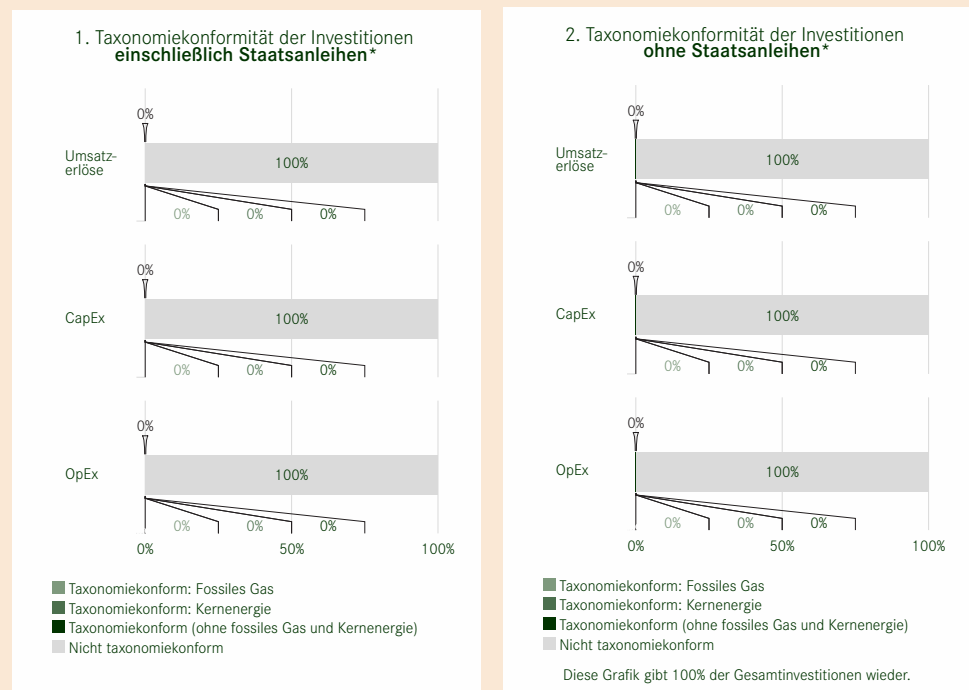 1. Taxonomiekonformität der Investitionen
einschließlich Staatsanleihen*
0%
Umsatz-
erlöse
100%
0% 0% 0%
0%
CapEx
100%
0% 0% 0%
0%
OpEx
100%
0% 0% 0%
0% 50% 100%
Taxonomiekonform: Fossiles Gas
Taxonomiekonform: Kernenergie
Taxonomiekonform (ohne fossiles Gas und Kernenergie)
Nicht taxonomiekonform
2. Taxonomiekonformität der Investitionen
ohne Staatsanleihen*
0%
Umsatz-
erlöse
100%
0% 0% 0%
0%
CapEx
100%
0% 0% 0%
0%
OpEx
100%
0% 0% 0%
0% 50% 100%
Taxonomiekonform: Fossiles Gas
Taxonomiekonform: Kernenergie
Taxonomiekonform (ohne fossiles Gas und Kernenergie)
Nicht taxonomiekonform
Diese Grafik gibt 100% der Gesamtinvestitionen wieder.